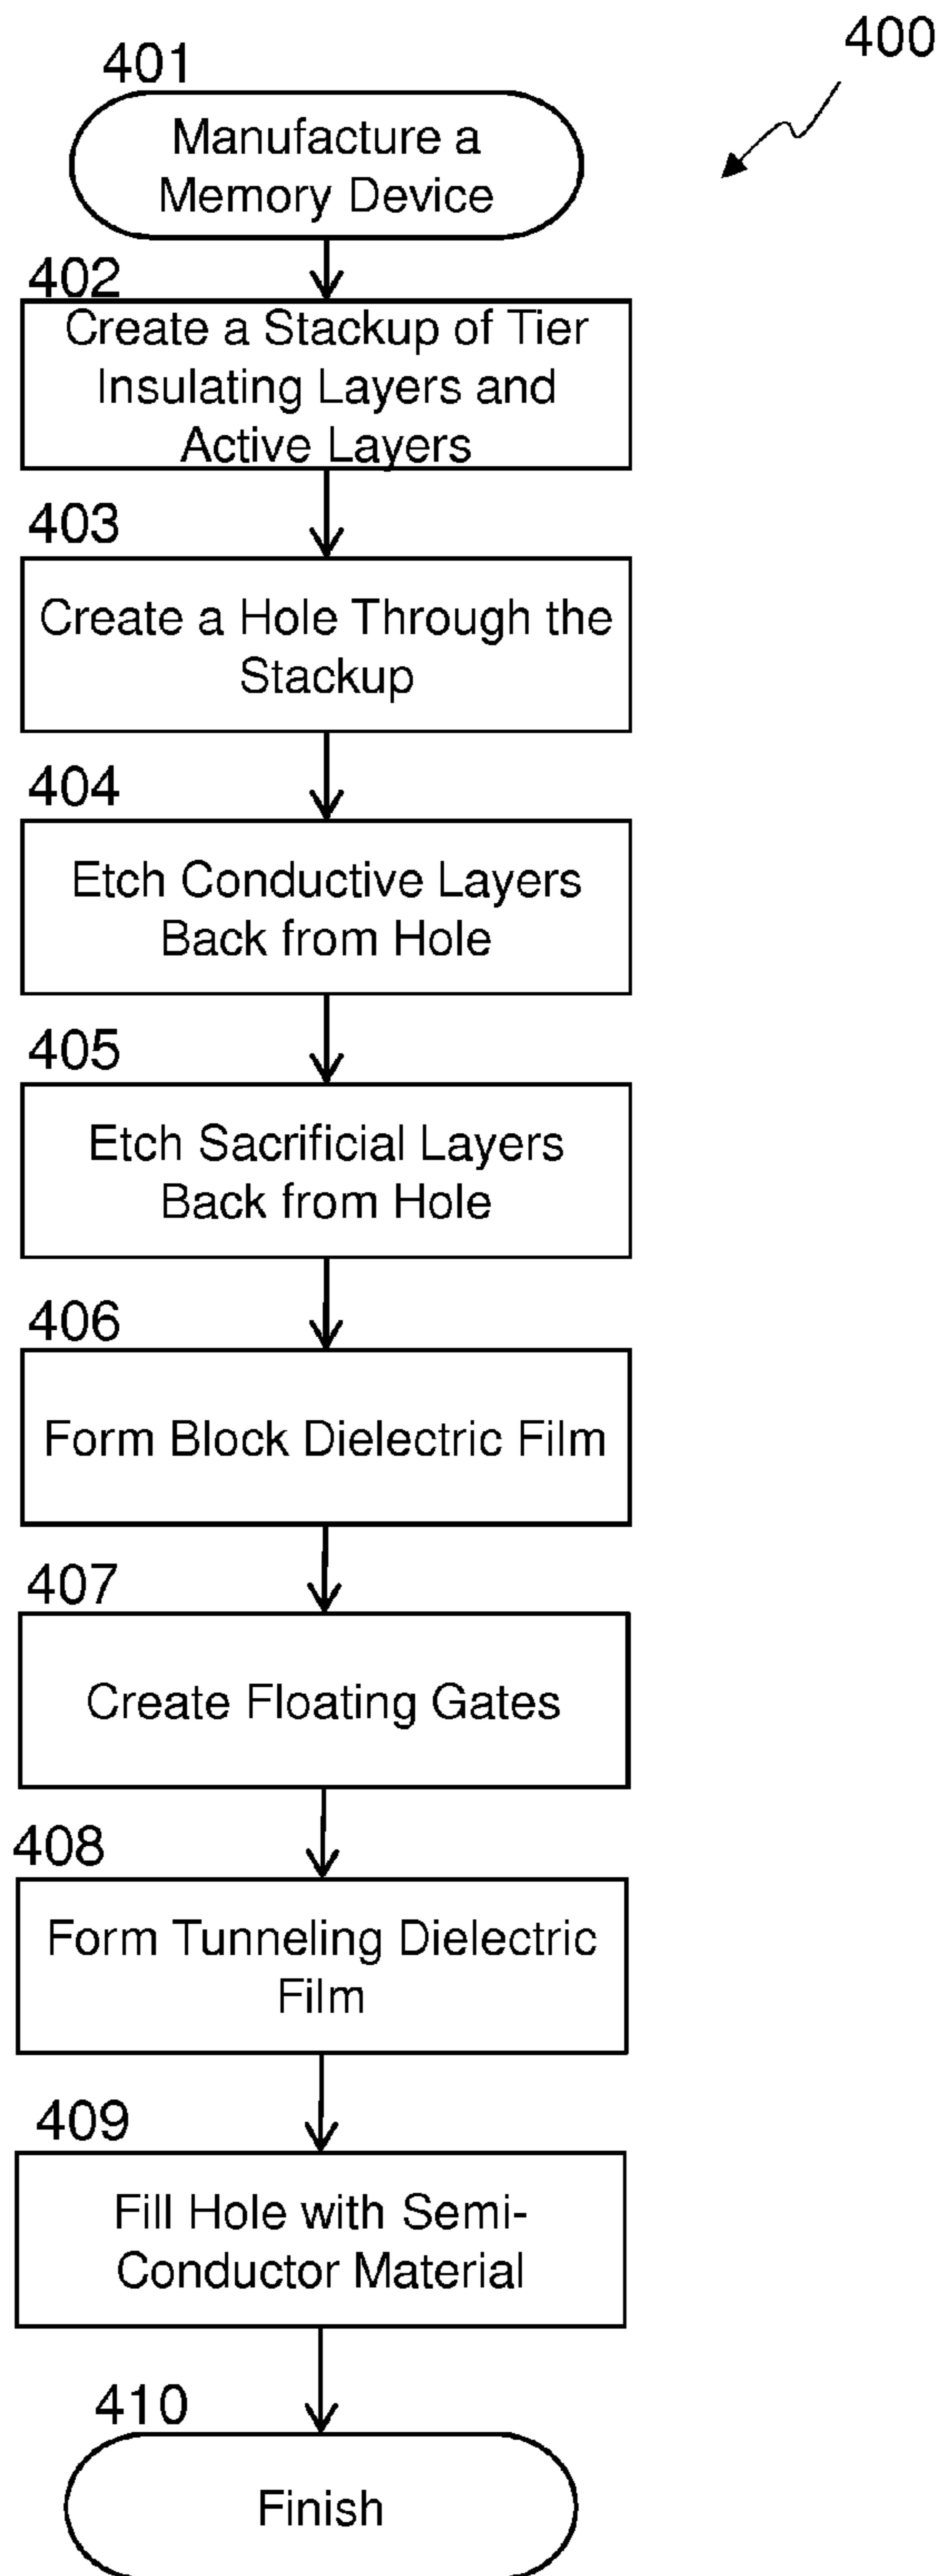 400
401
Manufacture a
Memory Device
402
Create a Stackup of Tier
Insulating Layers and
Active Layers
403
Create a Hole Through the
Stackup
404
Etch Conductive Layers
Back from Hole
405
Etch Sacrificial Layers
Back from Hole
406
Form Block Dielectric Film
407
Create Floating Gates
408
Form Tunneling Dielectric
Film
409
Fill Hole with Semi-
Conductor Material
410
Finish